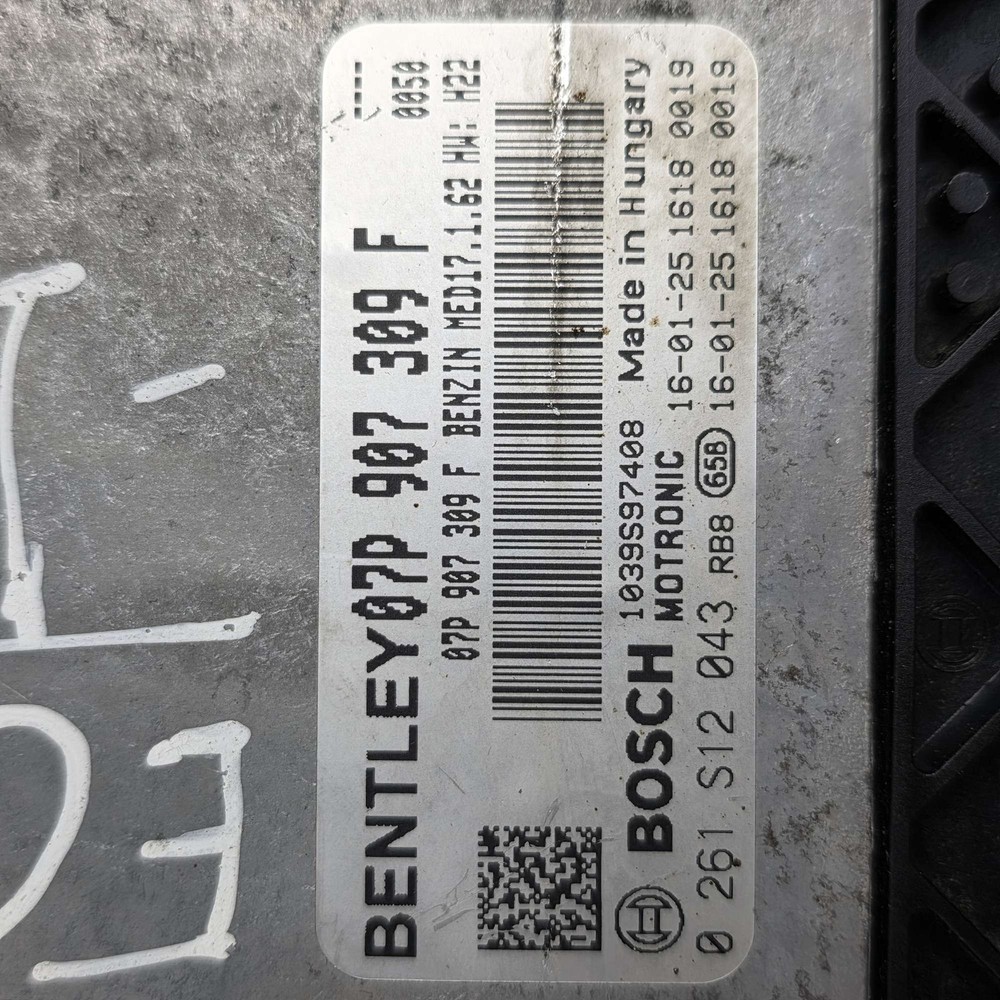 BENTLEY07P 907 309 F ----
0050
07P 907 309 F BENZIN MED17.1.62 HW: H22
BOSCH 1039S97408 Made in Hungary
MOTRONIC 16-01-25 1618 0019
0 261 S12 043 RB8 65B 16-01-25 1618 0019